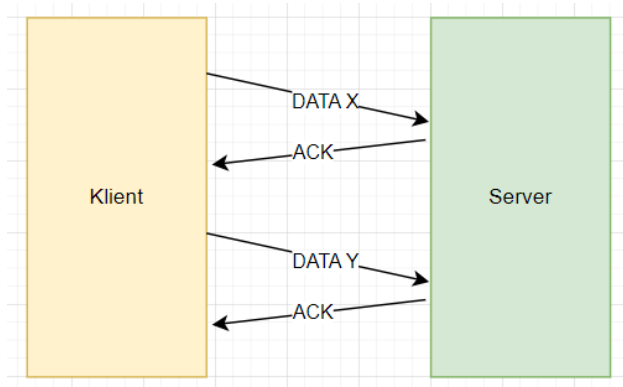 DATA X
ACK
Klient
Server
DATA Y
ACK